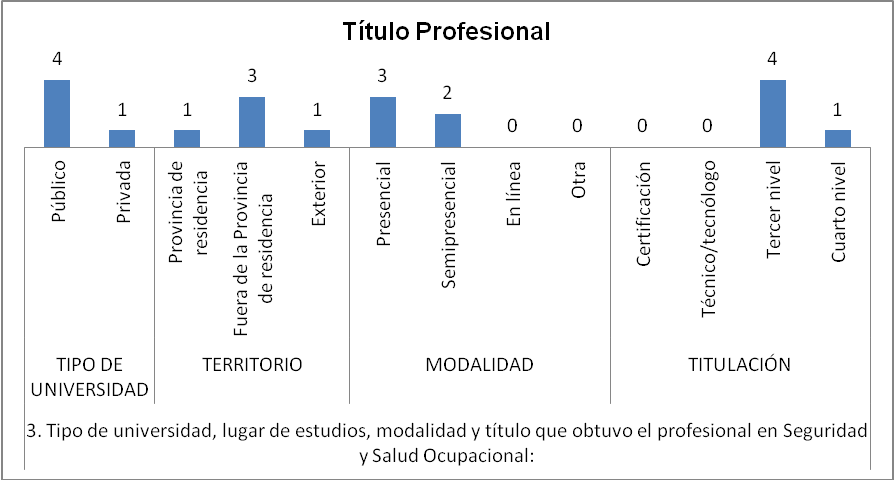 Título Profesional
4
1
1
3
1
3
2
0
0
0
0
4
1
Público
Privada
Provincia de
residencia
Fuera de la Provincia
de residencia
Exterior
Presencial
Semipresencial
En línea
Otra
Certificación
Técnico/tecnólogo
Tercer nivel
Cuarto nivel
TIPO DE
UNIVERSIDAD
TERRITORIO
MODALIDAD
TITULACIÓN
3. Tipo de universidad, lugar de estudios, modalidad y título que obtuvo el profesional en Seguridad
y Salud Ocupacional: